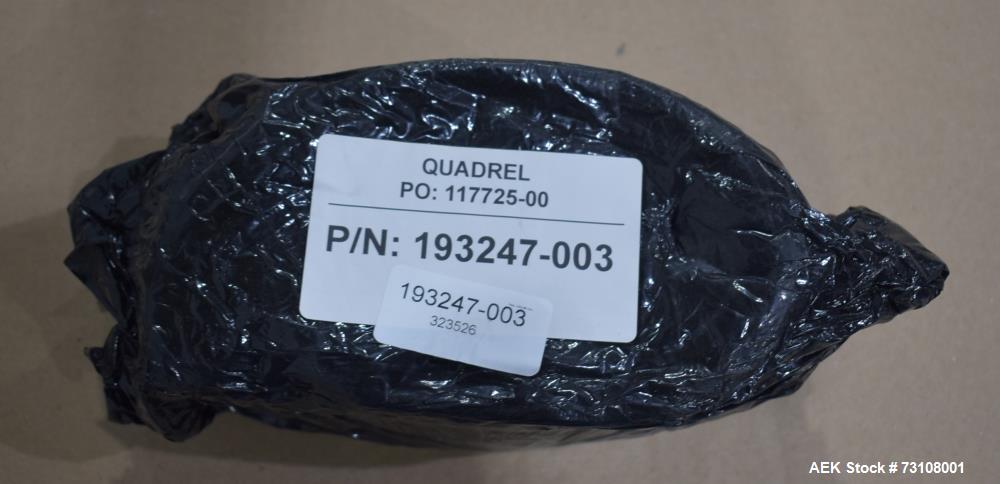 QUADREL
PO: 117725-00
P/N: 193247-003
193247-003
323526
AEK Stock # 73108001